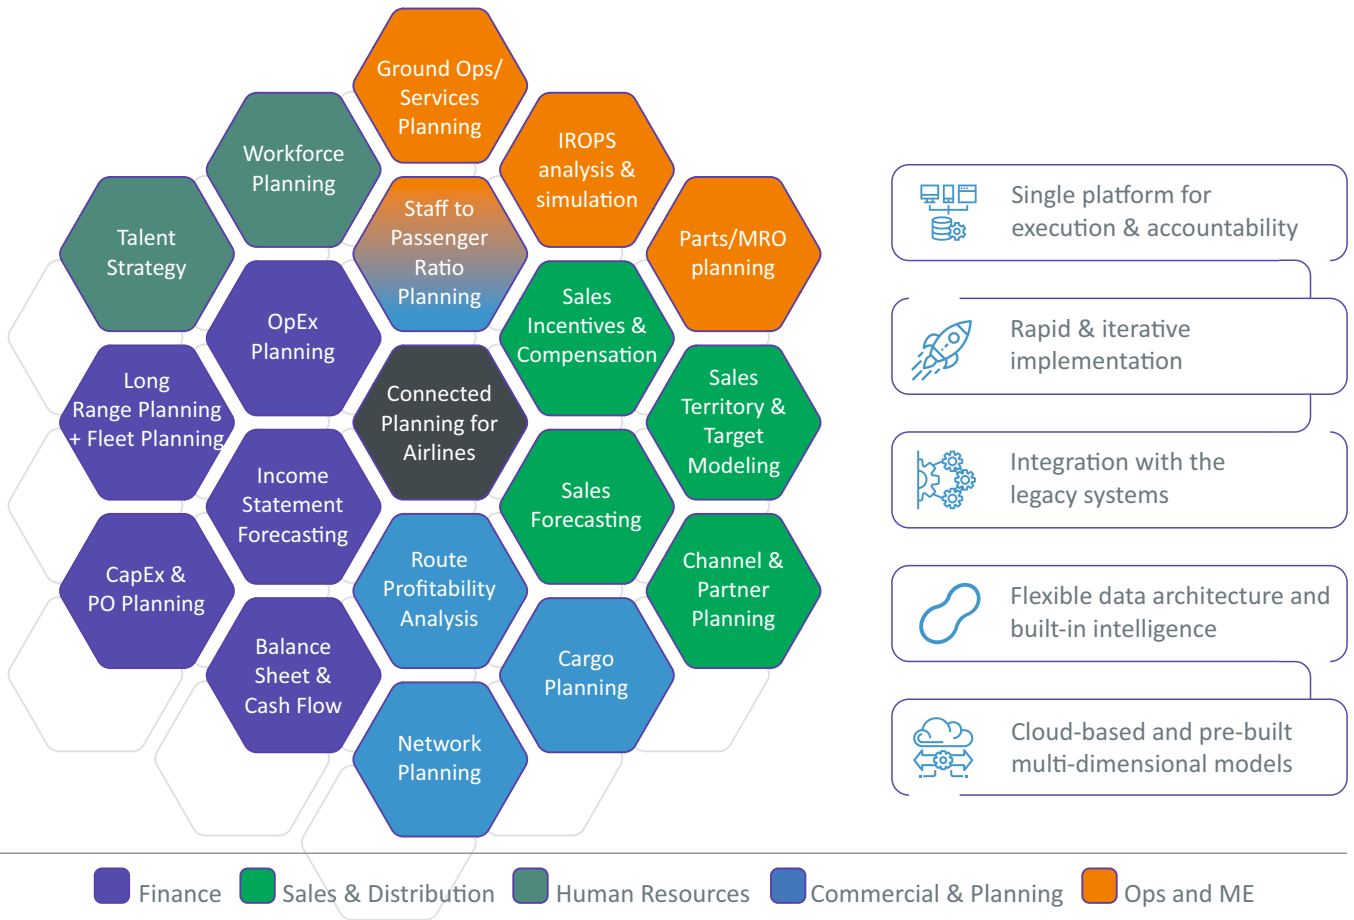 Ground Ops/
Services
Planning
Workforce
Planning
IROPS
analysis &
simulation
Talent
Strategy
Staff to
Passenger
Ratio
Planning
Parts/MRO
planning
OpEx
Planning
Sales
Incentives &
Compensation
Long
Range Planning
+ Fleet Planning
Connected
Planning for
Airlines
Sales
Territory &
Target
Modeling
Income
Statement
Forecasting
Sales
Forecasting
CapEx &
PO Planning
Route
Profitability
Analysis
Channel &
Partner
Planning
Balance
Sheet &
Cash Flow
Cargo
Planning
Network
Planning
Single platform for
execution & accountability
Rapid & iterative
implementation
Integration with the
legacy systems
Flexible data architecture and
built-in intelligence
Cloud-based and pre-built
multi-dimensional models
Finance
Sales & Distribution
Human Resources
Commercial & Planning
Ops and ME